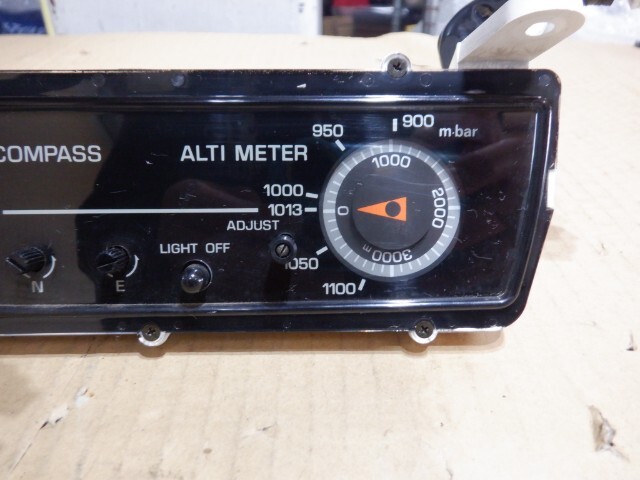 COMPASS ALTI METER
900 m·bar
950
1000
1013
1050
1100
0
1000
2000
3000 m
ADJUST
LIGHT OFF
N E